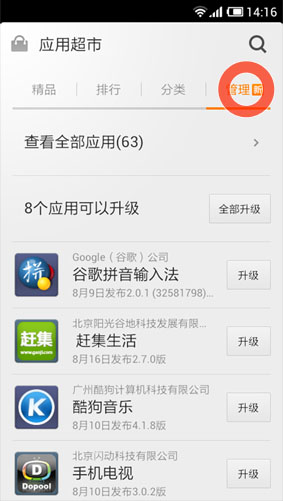 14:16
应用超市
精品 排行 分类 管理 新
查看全部应用(63)
8个应用可以升级 全部升级
拼
Google（谷歌）公司
谷歌拼音输入法
8月9日发布2.0.1 (32581798)...
升级
赶集
www.ganji.com
北京阳光谷地科技发展有限...
赶集生活
8月16日发布2.7.0版
升级
K
广州酷狗计算机科技有限公司
酷狗音乐
8月10日发布4.1.8版
升级
D
Dopool
北京闪动科技有限公司
手机电视
8月10日发布3.0.2版
升级